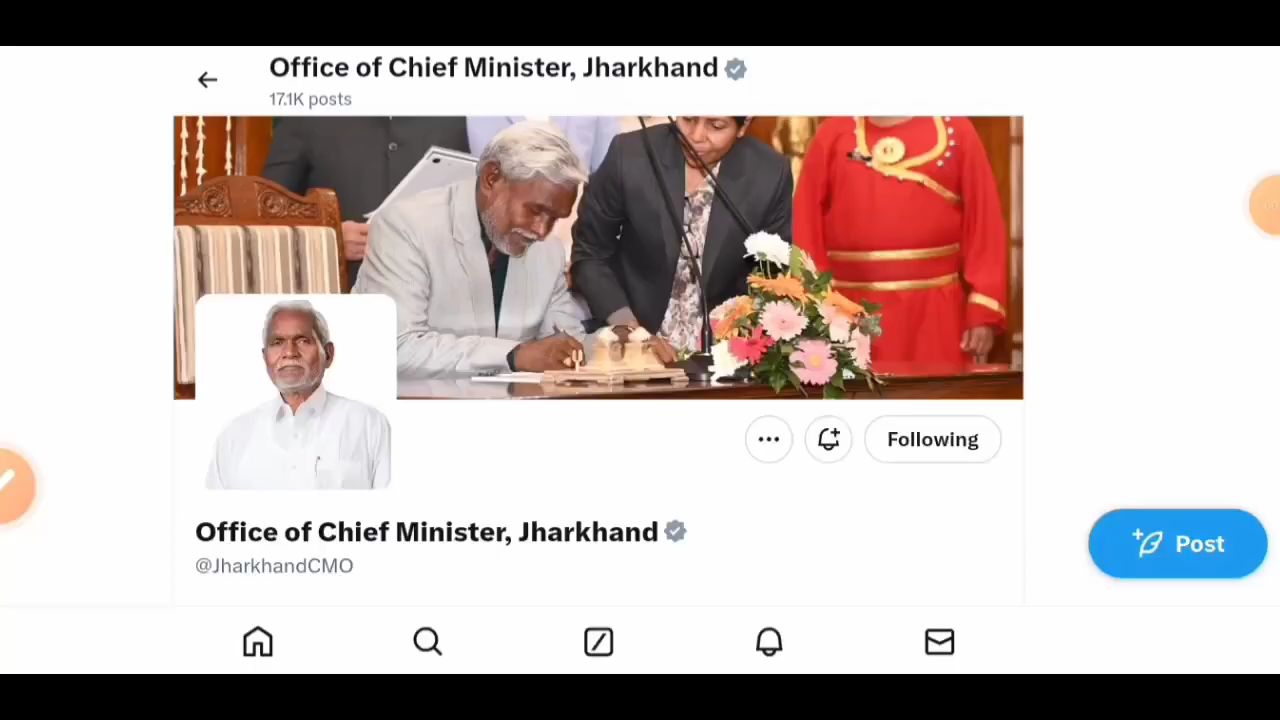 Office of Chief Minister, Jharkhand
17.1K posts
Following
Office of Chief Minister, Jharkhand
@JharkhandCMO
Post